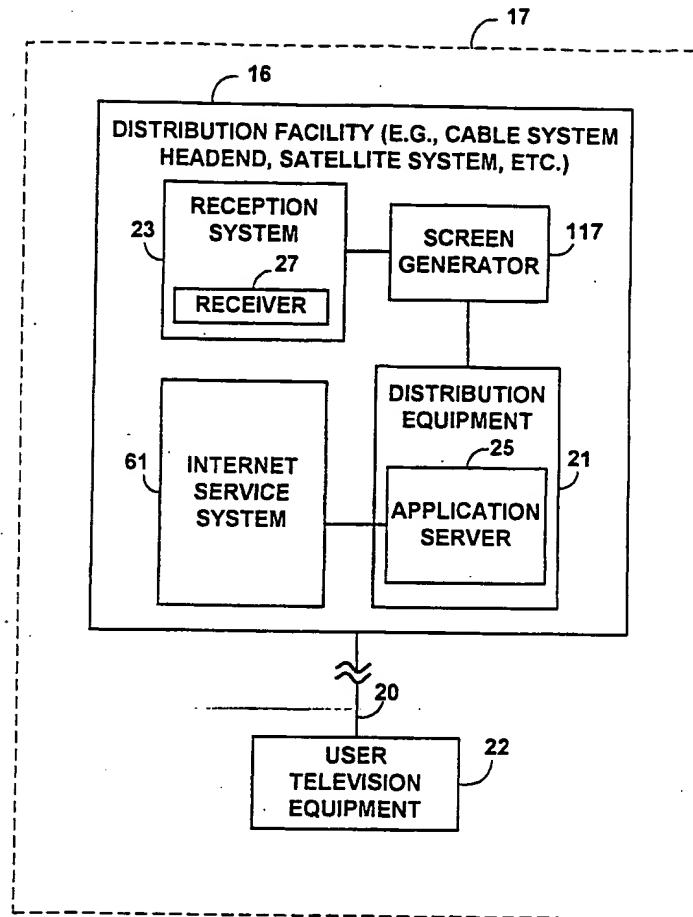 17
16
DISTRIBUTION FACILITY (E.G., CABLE SYSTEM
HEADEND, SATELLITE SYSTEM, ETC.)
RECEPTION
SYSTEM
23
27
RECEIVER
SCREEN
GENERATOR
117
61
INTERNET
SERVICE
SYSTEM
DISTRIBUTION
EQUIPMENT
25
21
APPLICATION
SERVER
20
USER
TELEVISION
EQUIPMENT
22